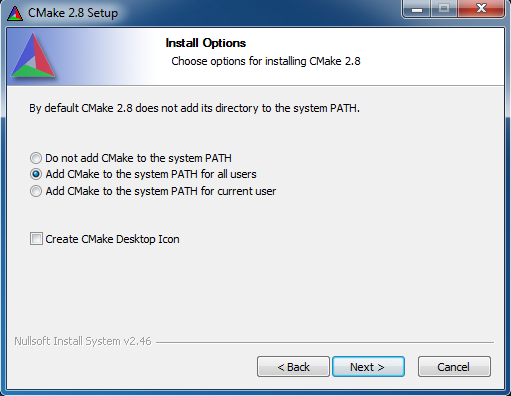 CMake 2.8 Setup
Install Options
Choose options for installing CMake 2.8
By default CMake 2.8 does not add its directory to the system PATH.
Do not add CMake to the system PATH
Add CMake to the system PATH for all users
Add CMake to the system PATH for current user
Create CMake Desktop Icon
Nullsoft Install System v2.46
< Back Next > Cancel